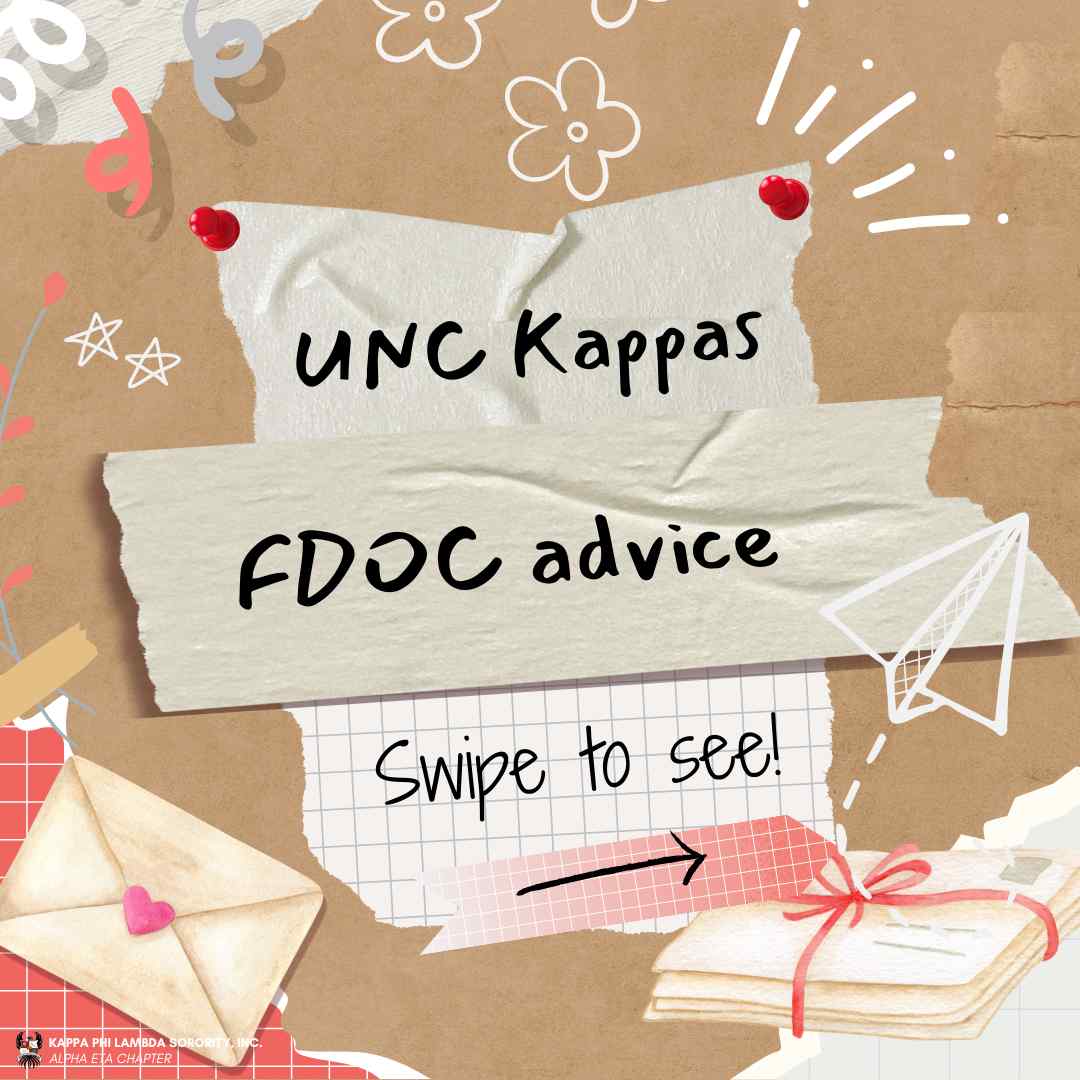 UNC Kappas
FDOC advice
Swipe to see!
KAPPA PHI LAMBDA SORORITY, INC.
ALPHA ETA CHAPTER